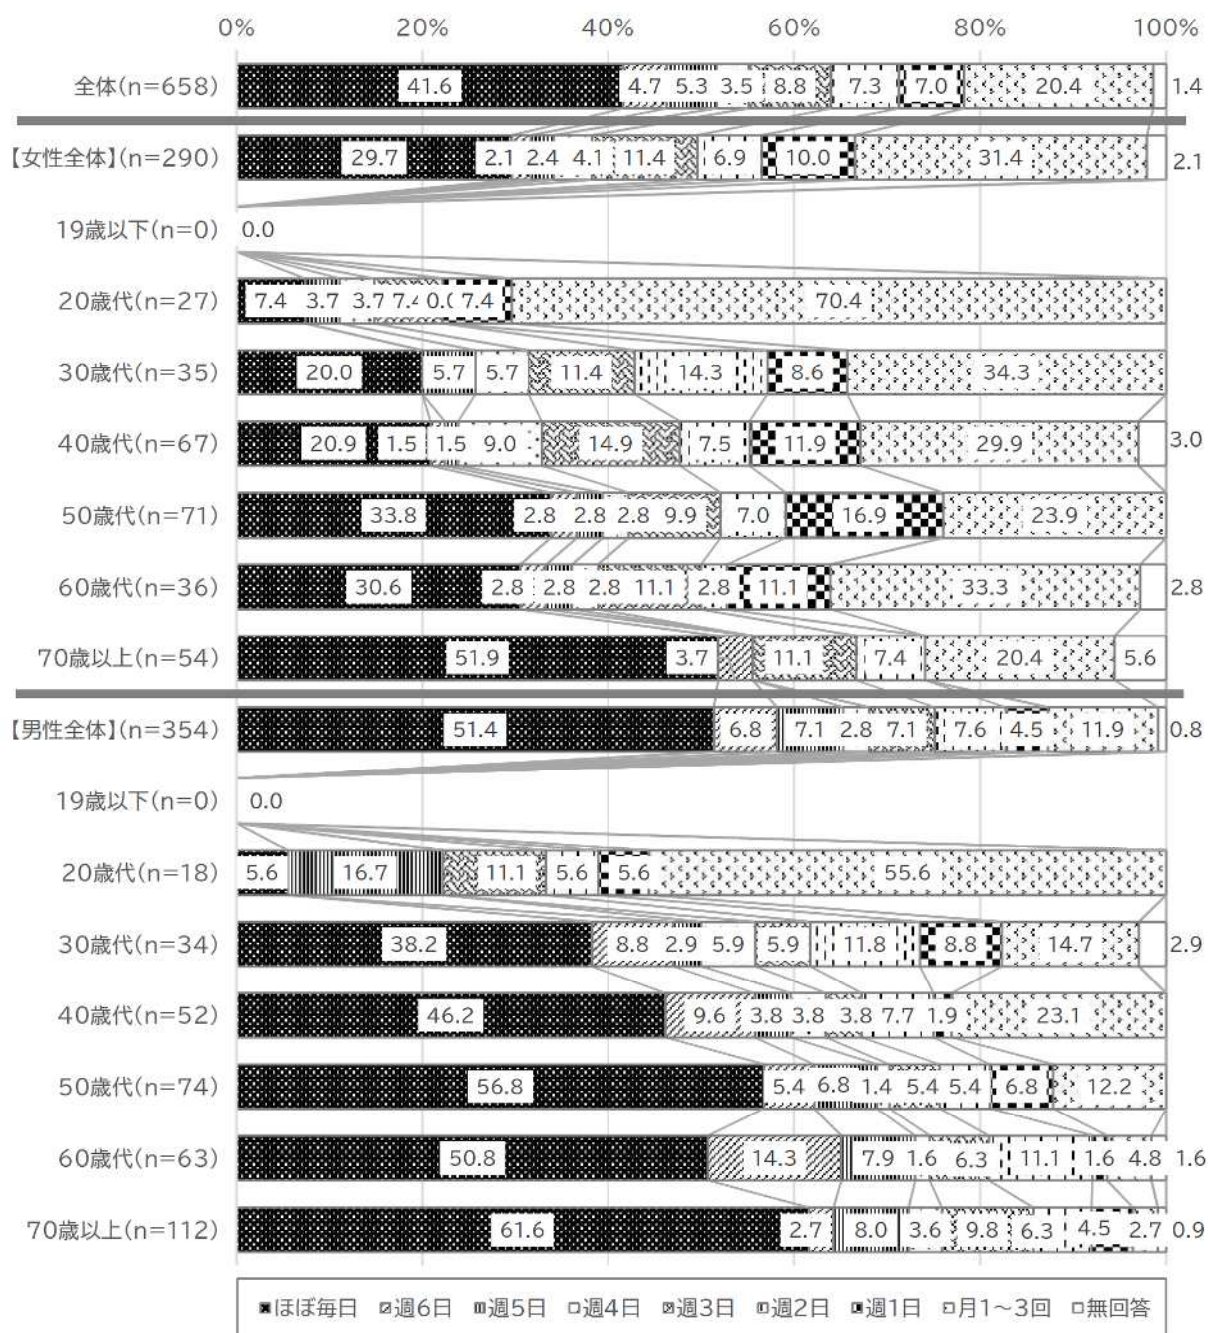 0% 20% 40% 60% 80% 100%
全体(n=658) 41.6 4.7 5.3 3.5 8.8 7.3 7.0 20.4 1.4
【女性全体】(n=290) 29.7 2.1 2.4 4.1 11.4 6.9 10.0 31.4 2.1
19歳以下(n=0) 0.0
20歳代(n=27) 7.4 3.7 3.7 7.4 0.0 7.4 70.4
30歳代(n=35) 20.0 5.7 5.7 11.4 14.3 8.6 34.3
40歳代(n=67) 20.9 1.5 1.5 9.0 14.9 7.5 11.9 29.9 3.0
50歳代(n=71) 33.8 2.8 2.8 2.8 9.9 7.0 16.9 23.9
60歳代(n=36) 30.6 2.8 2.8 2.8 11.1 2.8 11.1 33.3 2.8
70歳以上(n=54) 51.9 3.7 11.1 7.4 20.4 5.6
【男性全体】(n=354) 51.4 6.8 7.1 2.8 7.1 7.6 4.5 11.9 0.8
19歳以下(n=0) 0.0
20歳代(n=18) 5.6 16.7 11.1 5.6 5.6 55.6
30歳代(n=34) 38.2 8.8 2.9 5.9 5.9 11.8 8.8 14.7 2.9
40歳代(n=52) 46.2 9.6 3.8 3.8 3.8 7.7 1.9 23.1
50歳代(n=74) 56.8 5.4 6.8 1.4 5.4 5.4 6.8 12.2
60歳代(n=63) 50.8 14.3 7.9 1.6 6.3 11.1 1.6 4.8 1.6
70歳以上(n=112) 61.6 2.7 8.0 3.6 9.8 6.3 4.5 2.7 0.9
ほぼ毎日 週6日 週5日 週4日 週3日 週2日 週1日 月1～3回 無回答